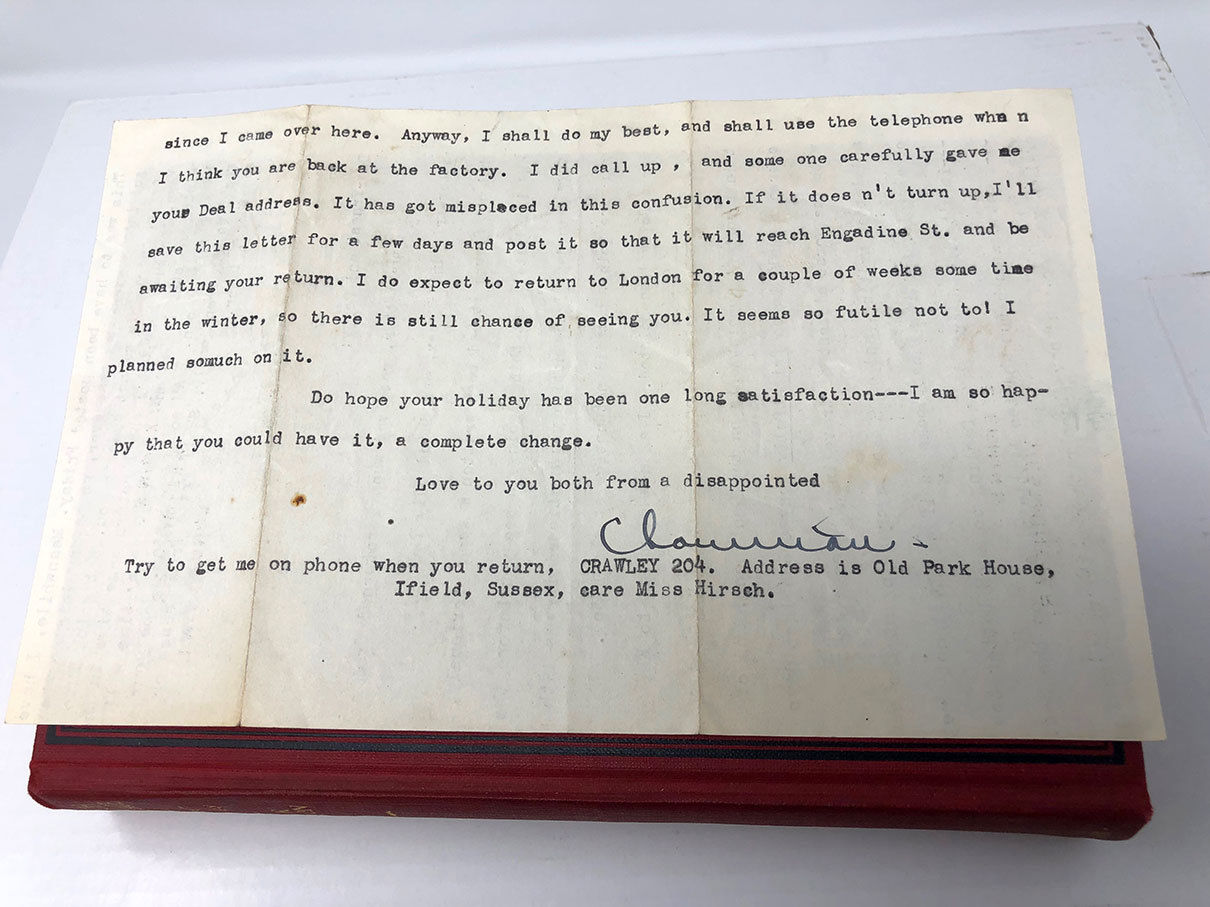 since I came over here. Anyway, I shall do my best, and shall use the telephone whn n
I think you are back at the factory. I did call up , and some one carefully gave me
your Deal address. It has got misplaced in this confusion. If it does n't turn up,I'll
save this letter for a few days and post it so that it will reach Engadine St. and be
awaiting your return. I do expect to return to London for a couple of weeks some time
in the winter, so there is still chance of seeing you. It seems so futile not to! I
planned somuch on it.
Do hope your holiday has been one long satisfaction---I am so hap-
py that you could have it, a complete change.
Love to you both from a disappointed
Try to get me on phone when you return, CRAWLEY 204. Address is Old Park House,
Ifield, Sussex, care Miss Hirsch.